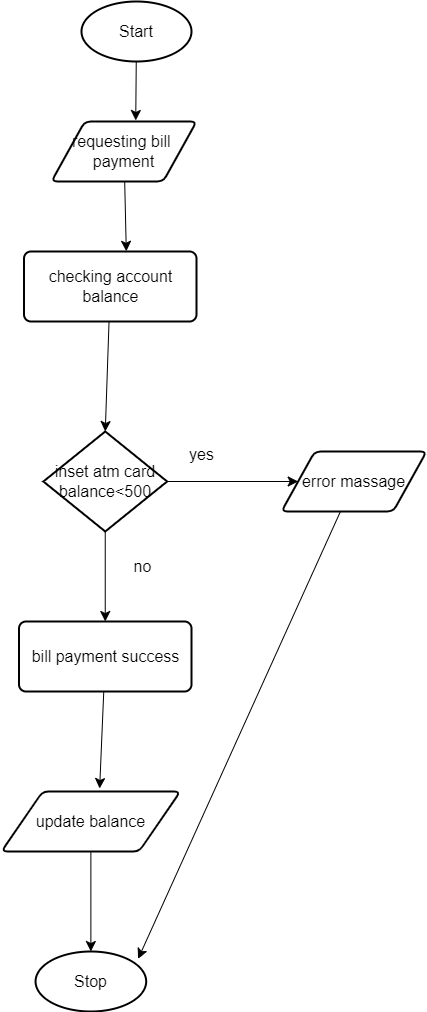 Start
requesting bill
payment
checking account
balance
inset atm card
balance<500
yes
error massage
no
bill payment success
update balance
Stop